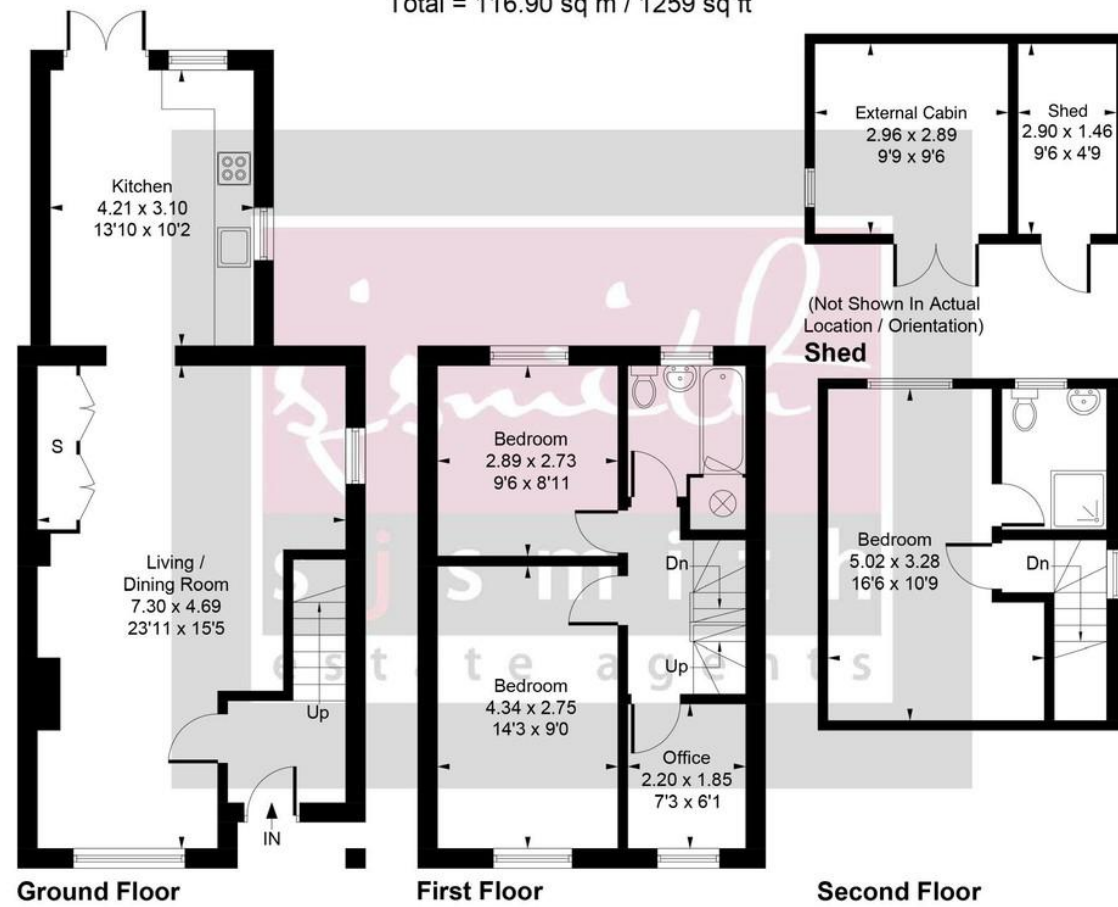 Total = 116.90 sq m / 1259 sq ft
Kitchen
4.21 x 3.10
13'10 x 10'2
External Cabin
2.96 x 2.89
9'9 x 9'6
Shed
2.90 x 1.46
9'6 x 4'9
(Not Shown In Actual
Location / Orientation)
Shed
S
Living /
Dining Room
7.30 x 4.69
23'11 x 15'5
Up
IN
Ground Floor
Bedroom
2.89 x 2.73
9'6 x 8'11
Dn
Up
Bedroom
4.34 x 2.75
14'3 x 9'0
Office
2.20 x 1.85
7'3 x 6'1
First Floor
Bedroom
5.02 x 3.28
16'6 x 10'9
Dn
Second Floor
sjsmith
sjsmith
estate agents